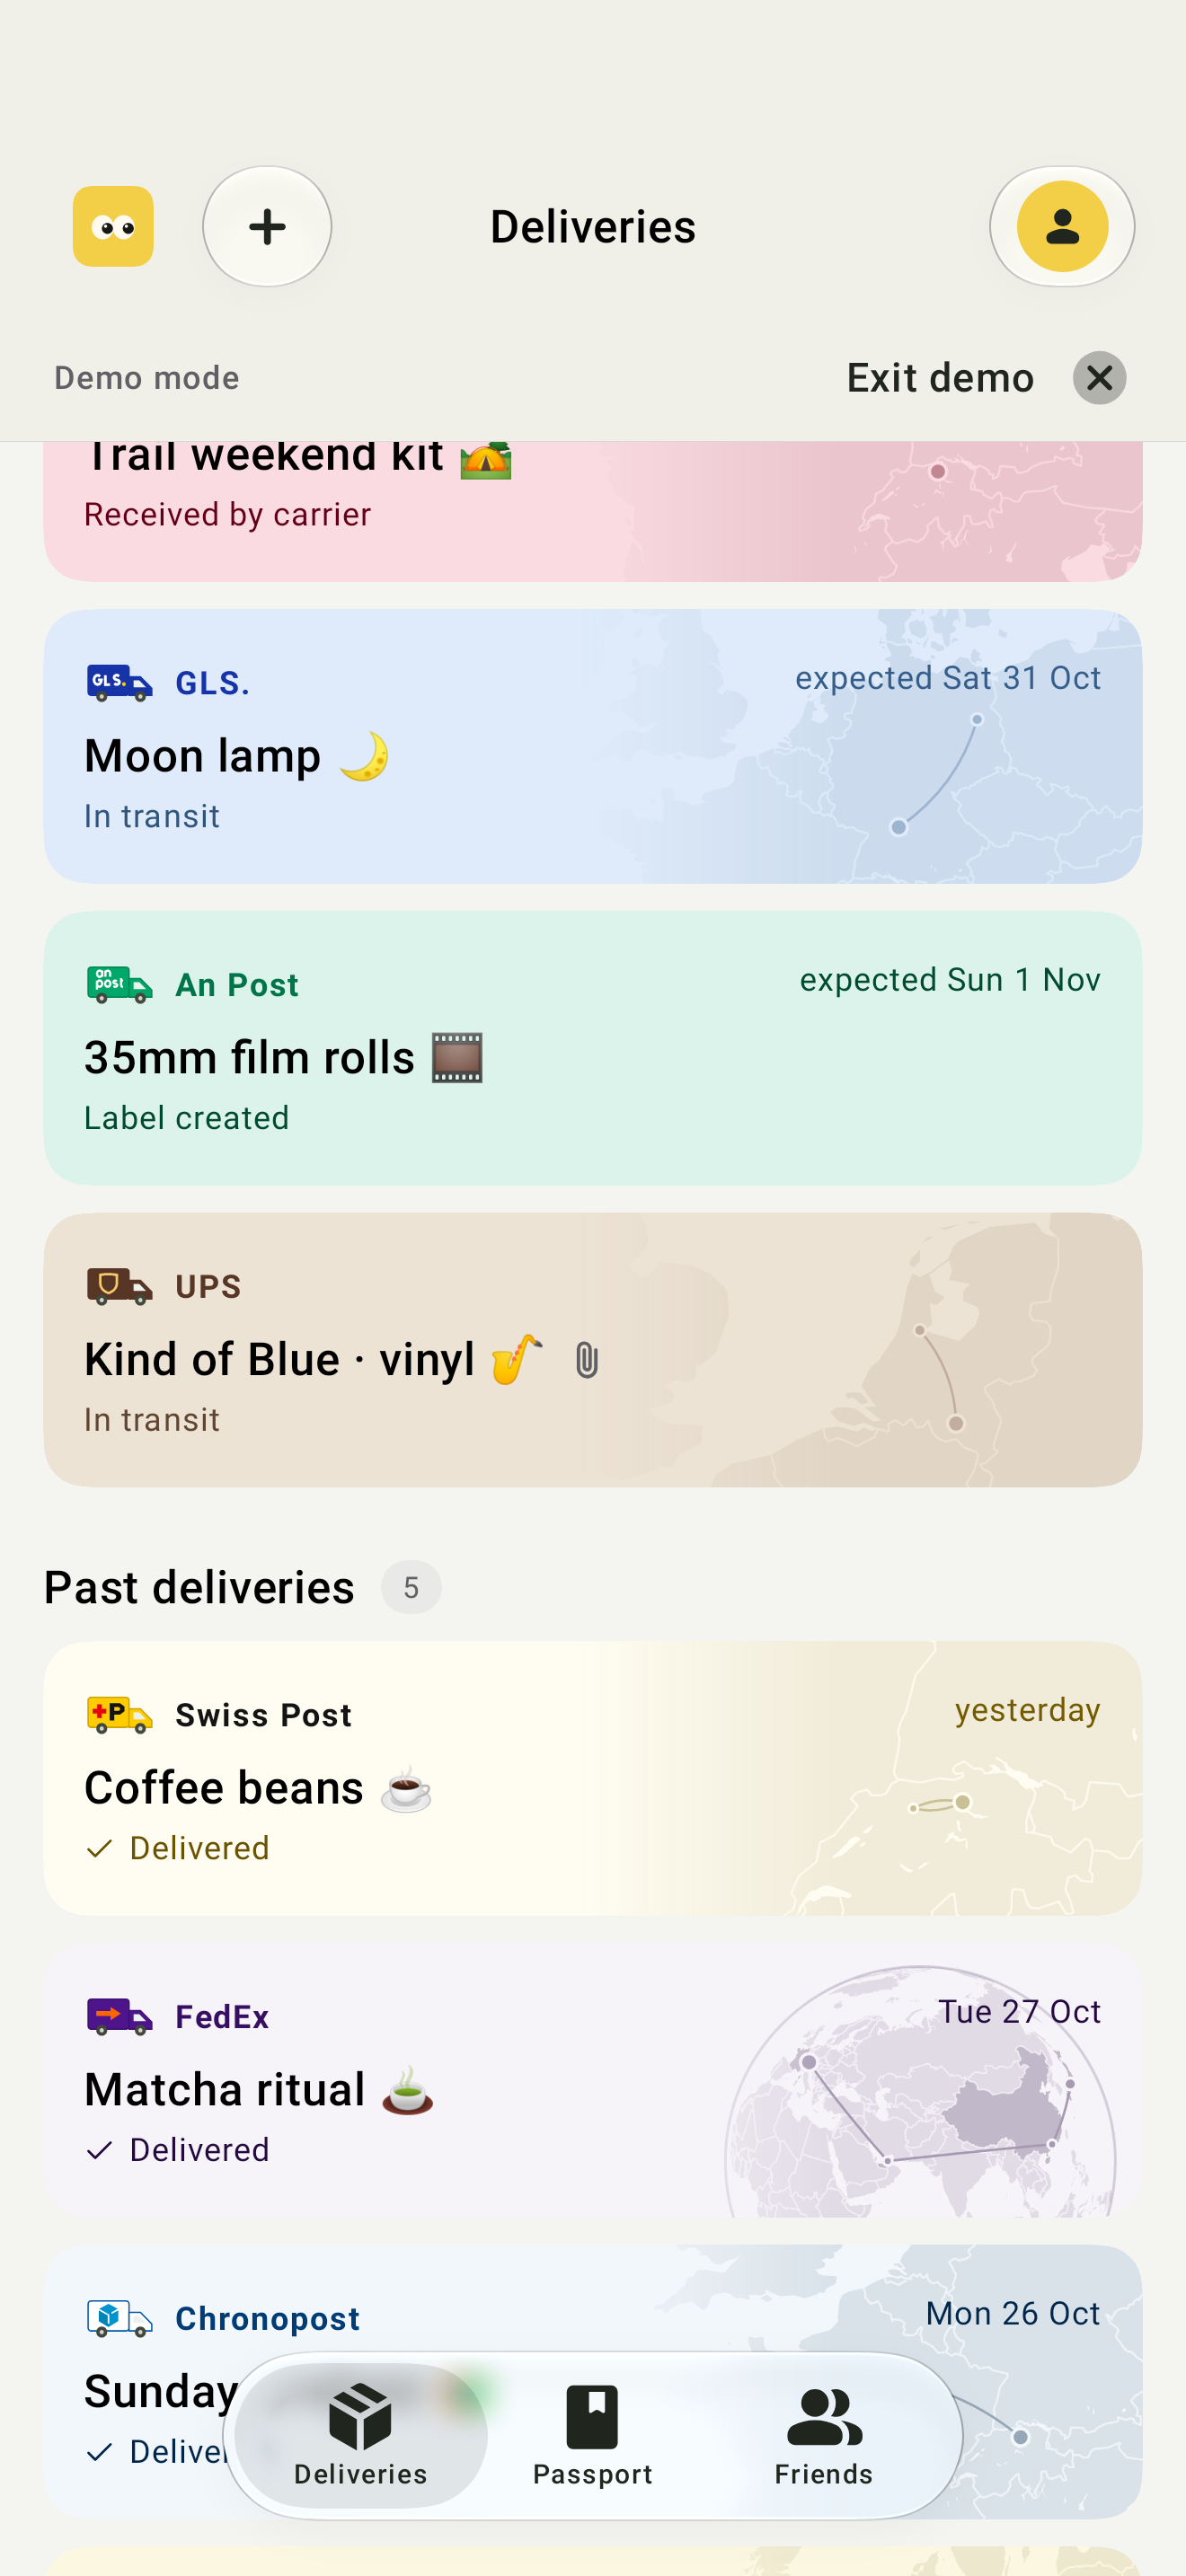 Deliveries
Demo mode
Exit demo
Trail weekend kit 🏕️
Received by carrier
GLS. GLS.
expected Sat 31 Oct
Moon lamp 🌙
In transit
an post An Post
expected Sun 1 Nov
35mm film rolls 🎞️
Label created
UPS
Kind of Blue · vinyl 🎷
In transit
Past deliveries 5
P Swiss Post
yesterday
Coffee beans ☕
Delivered
FedEx
Tue 27 Oct
Matcha ritual 🍵
Delivered
Chronopost
Mon 26 Oct
Sunday
Deliveries
Passport
Friends